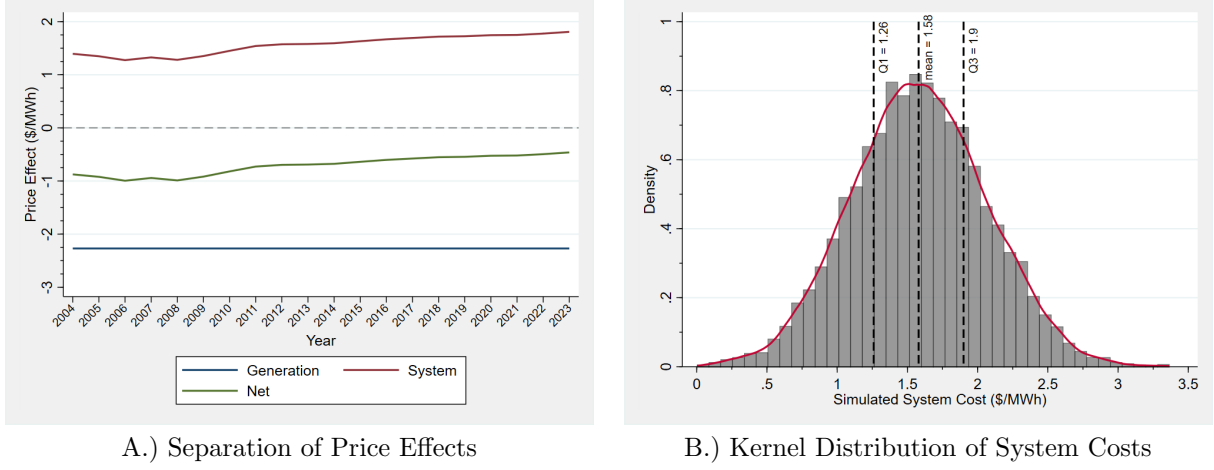 Price Effect ($/MWh)
2
1
0
-1
-2
-3
2004 2005 2006 2007 2008 2009 2010 2011 2012 2013 2014 2015 2016 2017 2018 2019 2020 2021 2022 2023
Year
Generation System
Net
A.) Separation of Price Effects
Density
1
.8
.6
.4
.2
0
Q1 = 1.26
mean = 1.58
Q3 = 1.9
0 .5 1 1.5 2 2.5 3 3.5
Simulated System Cost ($/MWh)
B.) Kernel Distribution of System Costs